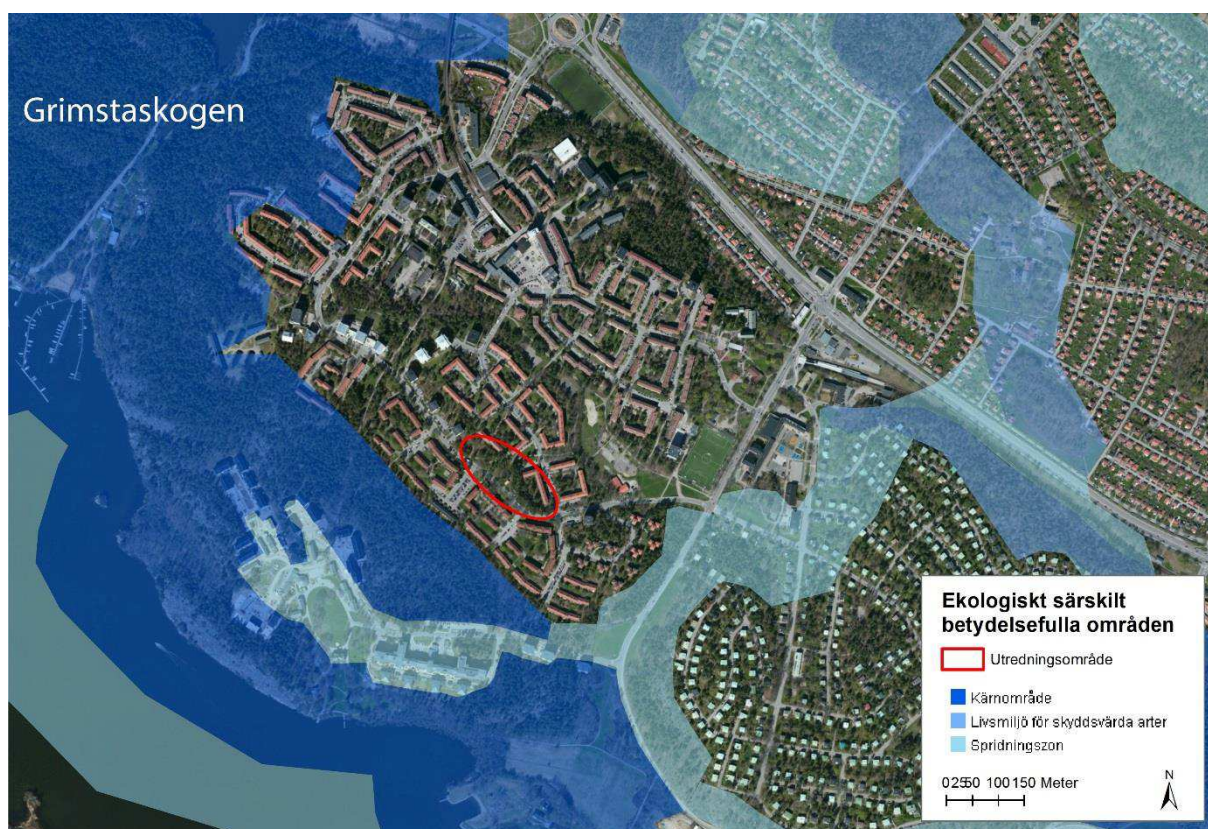 Grimstaskogen
Ekologiskt särskilt
betydelsefulla områden
Utredningsområde
Kärnområde
Livsmiljö för skyddsvärda arter
Spridningszon
02550 100150 Meter
N